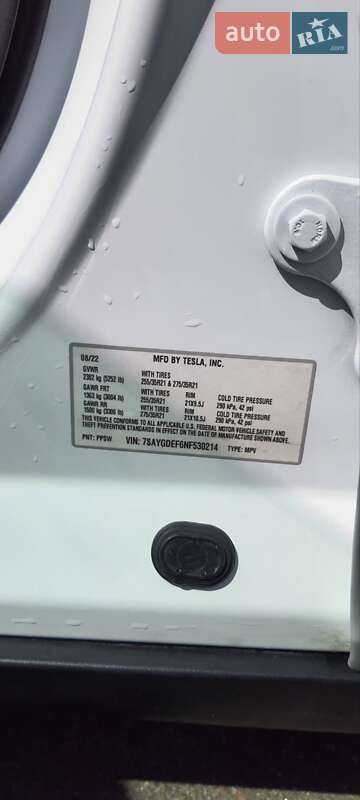 auto RIA .com
08/22 MFD BY TESLA, INC.
GVWR WITH TIRES
2382 kg (5252 lb) 255/35R21 & 275/35R21
GAWR FRT WITH TIRES RIM COLD TIRE PRESSURE
1363 kg (3004 lb) 255/35R21 21X9.5J 290 kPa, 42 psi
GAWR RR WITH TIRES RIM COLD TIRE PRESSURE
1500 kg (3306 lb) 275/35R21 21X10.5J 290 kPa, 42 psi
THIS VEHICLE CONFORMS TO ALL APPLICABLE U.S. FEDERAL MOTOR VEHICLE SAFETY AND
THEFT PREVENTION STANDARDS IN EFFECT ON THE DATE OF MANUFACTURE SHOWN ABOVE.
PNT: PPSW VIN: 7SAYGDEF6NF530214 TYPE: MPV